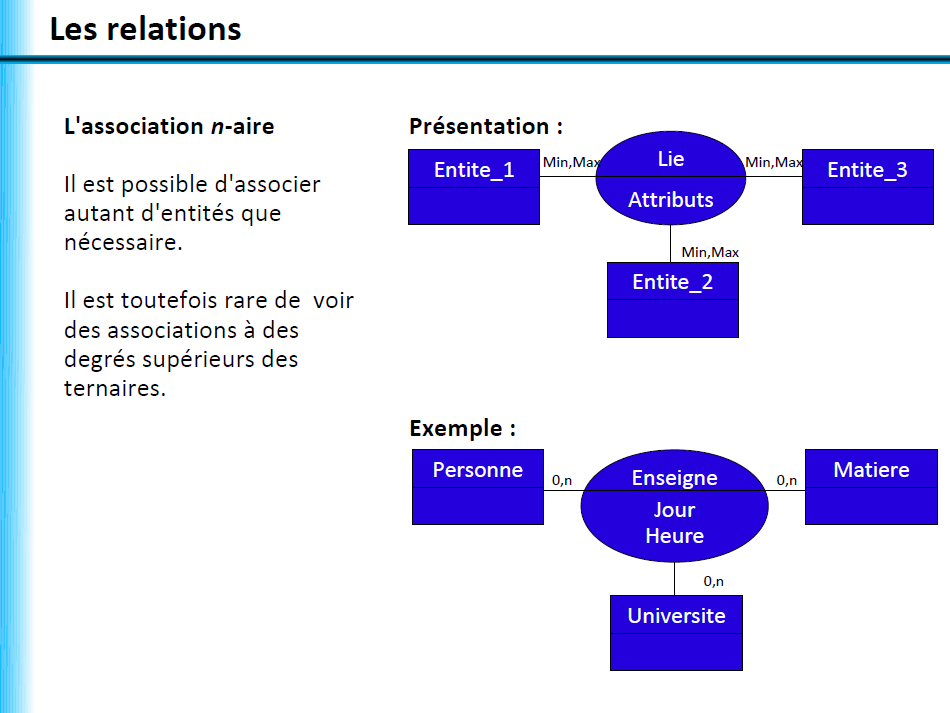 Les relations
L'association n-aire
Il est possible d'associer
autant d'entités que
nécessaire.
Il est toutefois rare de  voir
des associations à des
degrés supérieurs des
ternaires.
Présentation :
Entite_1
Min,Max
Lie
Attributs
Min,Max
Entite_3
Min,Max
Entite_2
Exemple :
Personne
0,n
Enseigne
Jour
Heure
0,n
Matiere
0,n
Universite